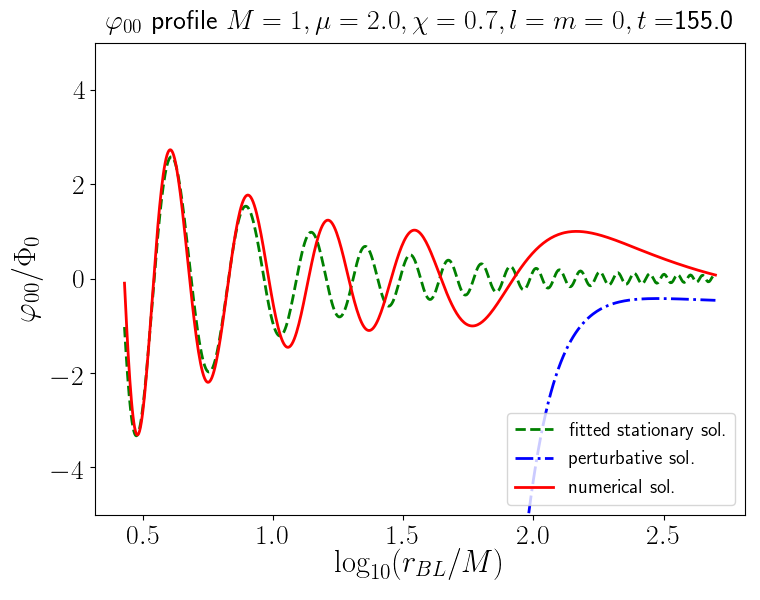 φ₀₀ profile M = 1, μ = 2.0, χ = 0.7, l = m = 0, t =155.0
φ₀₀/Φ₀
4
2
0
−2
−4
fitted stationary sol.
perturbative sol.
numerical sol.
0.5 1.0 1.5 2.0 2.5
log₁₀(r_BL/M)